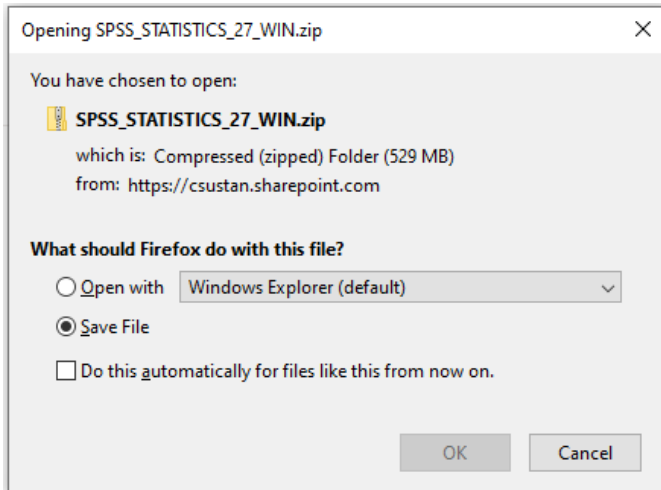 Opening SPSS_STATISTICS_27_WIN.zip
You have chosen to open:
SPSS_STATISTICS_27_WIN.zip
which is: Compressed (zipped) Folder (529 MB)
from: https://csustan.sharepoint.com
What should Firefox do with this file?
Open with Windows Explorer (default)
Save File
Do this automatically for files like this from now on.
OK Cancel